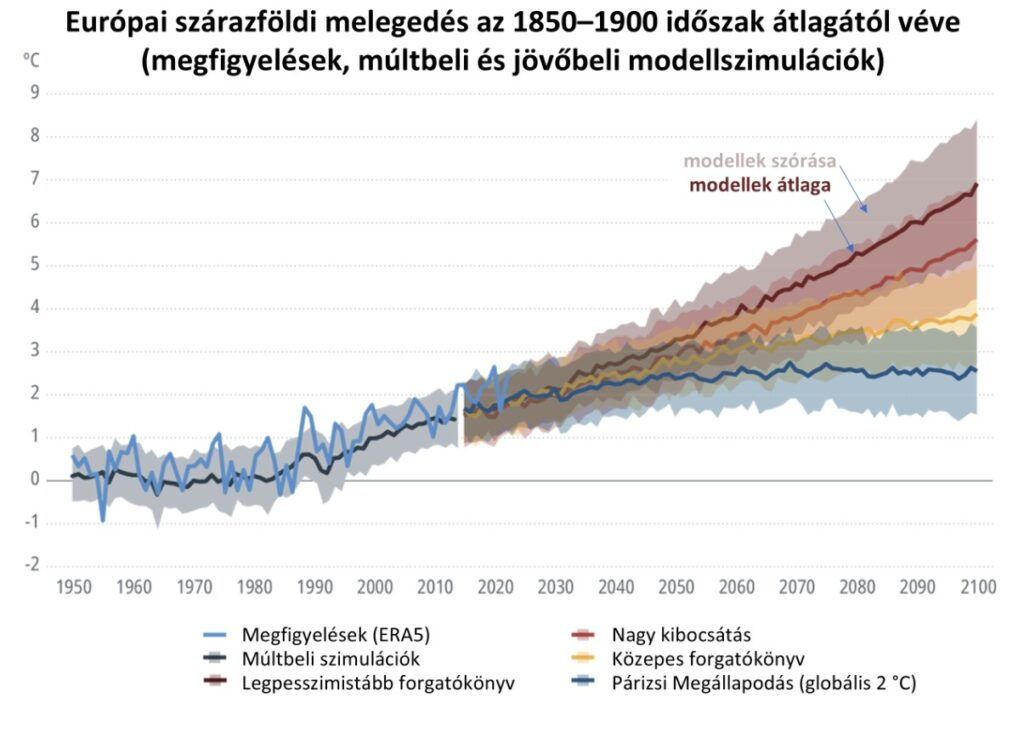 Európai szárazföldi melegedés az 1850–1900 időszak átlagától véve
(megfigyelések, múltbeli és jövőbeli modellszimulációk)
°C
9
8
7
6
5
4
3
2
1
0
-1
-2
modellek szórása
modellek átlaga
1950 1960 1970 1980 1990 2000 2010 2020 2030 2040 2050 2060 2070 2080 2090 2100
Megfigyelések (ERA5)
Múltbeli szimulációk
Legpesszimistább forgatókönyv
Nagy kibocsátás
Közepes forgatókönyv
Párizsi Megállapodás (globális 2 °C)